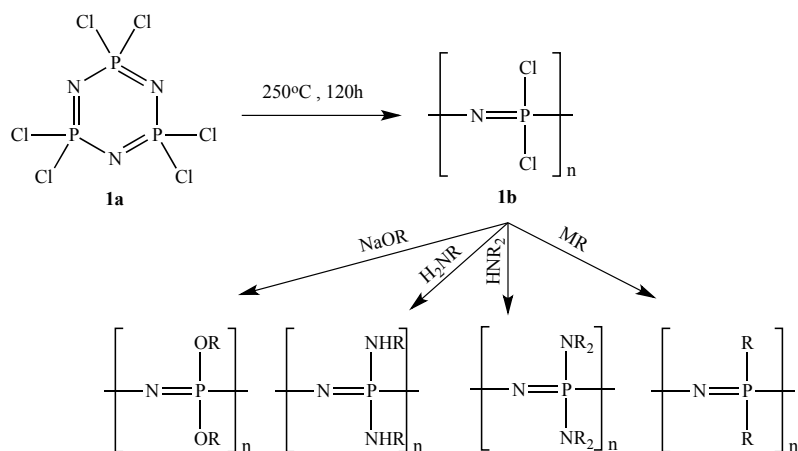 Cl Cl
P
N N
Cl P P Cl
N
Cl Cl
1a
250°C , 120h
Cl
N P
Cl
n
1b
NaOR
H₂NR
HNR₂
MR
OR
N P
OR
n
NHR
N P
NHR
n
NR₂
N P
NR₂
n
R
N P
R
n